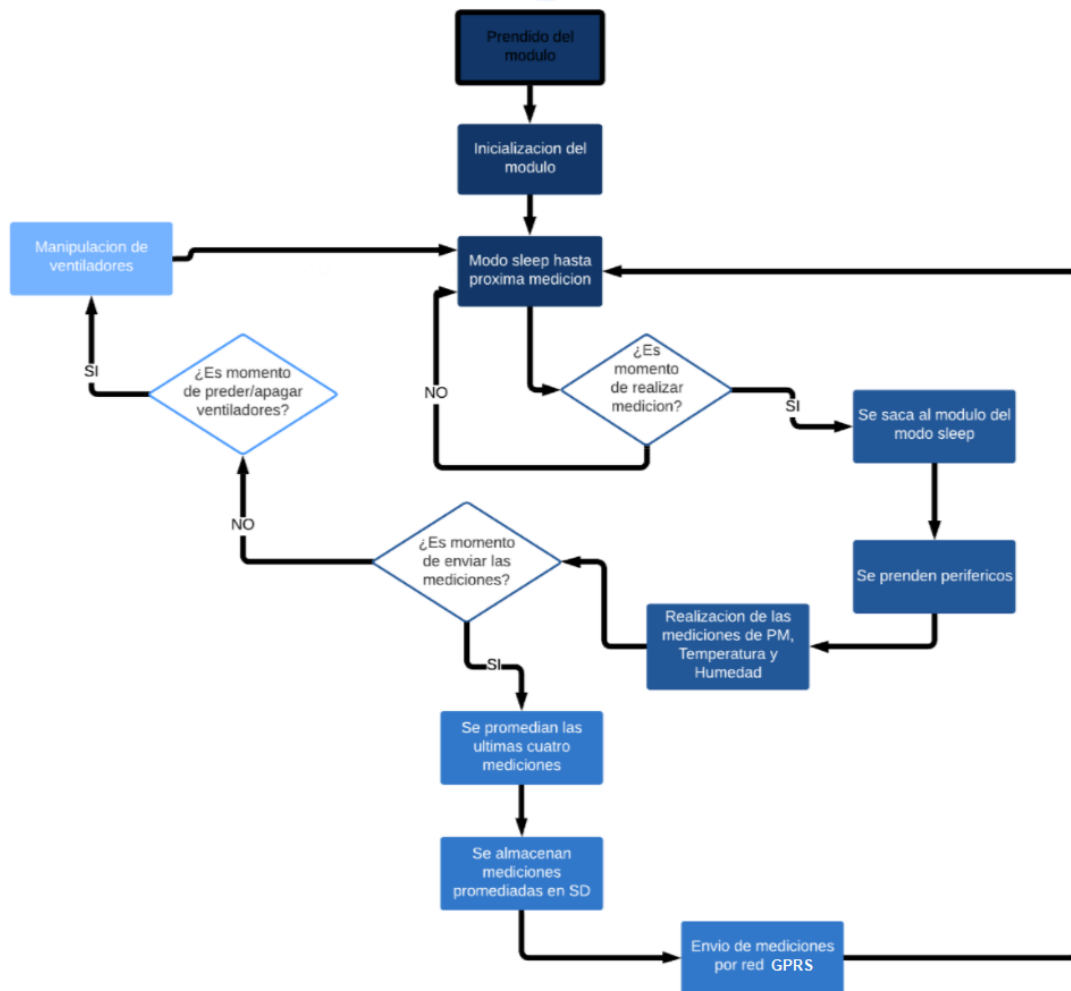 Prendido del
modulo
Inicializacion del
modulo
Manipulacion de
ventiladores
Modo sleep hasta
proxima medicion
¿Es
momento
de realizar
medicion?
NO
SI
Se saca al modulo del
modo sleep
¿Es momento
de preder/apagar
ventiladores?
SI
NO
¿Es momento
de enviar las
mediciones?
Se prenden perifericos
Realizacion de las
mediciones de PM,
Temperatura y
Humedad
SI
Se promedian las
ultimas cuatro
mediciones
Se almacenan
mediciones
promediadas en SD
Envio de mediciones
por red GPRS